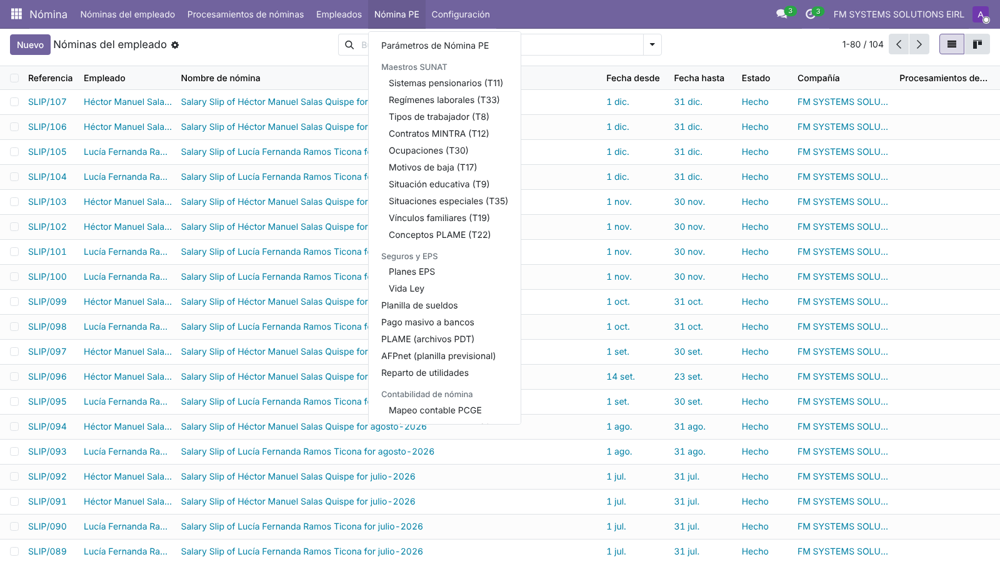 Nómina Nóminas del empleado Procesamientos de nóminas Empleados Nómina PE Configuración 3 3 FM SYSTEMS SOLUTIONS EIRL A
Nuevo Nóminas del empleado 1-80 / 104
Parámetros de Nómina PE
Maestros SUNAT
Sistemas pensionarios (T11)
Regímenes laborales (T33)
Tipos de trabajador (T8)
Contratos MINTRA (T12)
Ocupaciones (T30)
Motivos de baja (T17)
Situación educativa (T9)
Situaciones especiales (T35)
Vínculos familiares (T19)
Conceptos PLAME (T22)
Seguros y EPS
Planes EPS
Vida Ley
Planilla de sueldos
Pago masivo a bancos
PLAME (archivos PDT)
AFPnet (planilla previsional)
Reparto de utilidades
Contabilidad de nómina
Mapeo contable PCGE
Referencia Empleado Nombre de nómina Fecha desde Fecha hasta Estado Compañía Procesamientos de...
SLIP/107 Héctor Manuel Sala... Salary Slip of Héctor Manuel Salas Quispe for 1 dic. 31 dic. Hecho FM SYSTEMS SOLU...
SLIP/106 Héctor Manuel Sala... Salary Slip of Héctor Manuel Salas Quispe for 1 dic. 31 dic. Hecho FM SYSTEMS SOLU...
SLIP/105 Lucía Fernanda Ra... Salary Slip of Lucía Fernanda Ramos Ticona 1 dic. 31 dic. Hecho FM SYSTEMS SOLU...
SLIP/104 Lucía Fernanda Ra... Salary Slip of Lucía Fernanda Ramos Ticona 1 dic. 31 dic. Hecho FM SYSTEMS SOLU...
SLIP/103 Héctor Manuel Sala... Salary Slip of Héctor Manuel Salas Quispe for 1 nov. 30 nov. Hecho FM SYSTEMS SOLU...
SLIP/102 Héctor Manuel Sala... Salary Slip of Héctor Manuel Salas Quispe for 1 nov. 30 nov. Hecho FM SYSTEMS SOLU...
SLIP/101 Lucía Fernanda Ra... Salary Slip of Lucía Fernanda Ramos Ticona 1 nov. 30 nov. Hecho FM SYSTEMS SOLU...
SLIP/100 Lucía Fernanda Ra... Salary Slip of Lucía Fernanda Ramos Ticona 1 nov. 30 nov. Hecho FM SYSTEMS SOLU...
SLIP/099 Héctor Manuel Sala... Salary Slip of Héctor Manuel Salas Quispe for 1 oct. 31 oct. Hecho FM SYSTEMS SOLU...
SLIP/098 Lucía Fernanda Ra... Salary Slip of Lucía Fernanda Ramos Ticona 1 oct. 31 oct. Hecho FM SYSTEMS SOLU...
SLIP/097 Héctor Manuel Sala... Salary Slip of Héctor Manuel Salas Quispe for 1 set. 30 set. Hecho FM SYSTEMS SOLU...
SLIP/096 Héctor Manuel Sala... Salary Slip of Héctor Manuel Salas Quispe for 14 set. 23 set. Hecho FM SYSTEMS SOLU...
SLIP/095 Lucía Fernanda Ra... Salary Slip of Lucía Fernanda Ramos Ticona 1 set. 30 set. Hecho FM SYSTEMS SOLU...
SLIP/094 Héctor Manuel Sala... Salary Slip of Héctor Manuel Salas Quispe for agosto-2026 1 ago. 31 ago. Hecho FM SYSTEMS SOLU...
SLIP/093 Lucía Fernanda Ra... Salary Slip of Lucía Fernanda Ramos Ticona for agosto-2026 1 ago. 31 ago. Hecho FM SYSTEMS SOLU...
SLIP/092 Héctor Manuel Sala... Salary Slip of Héctor Manuel Salas Quispe for julio-2026 1 jul. 31 jul. Hecho FM SYSTEMS SOLU...
SLIP/091 Héctor Manuel Sala... Salary Slip of Héctor Manuel Salas Quispe for julio-2026 1 jul. 31 jul. Hecho FM SYSTEMS SOLU...
SLIP/090 Lucía Fernanda Ra... Salary Slip of Lucía Fernanda Ramos Ticona for julio-2026 1 jul. 31 jul. Hecho FM SYSTEMS SOLU...
SLIP/089 Lucía Fernanda Ra... Salary Slip of Lucía Fernanda Ramos Ticona for julio-2026 1 jul. 31 jul. Hecho FM SYSTEMS SOLU...